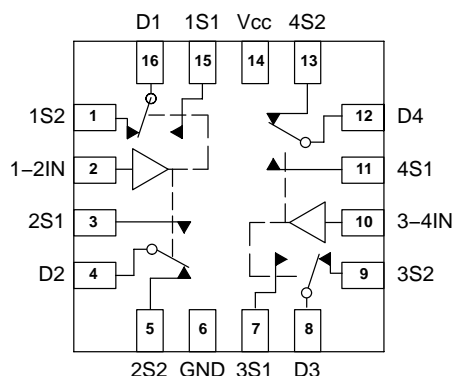 D1 1S1 Vcc 4S2
16 15 14 13
1S2 1 12 D4
1–2IN 2 11 4S1
2S1 3 10 3–4IN
D2 4 9 3S2
5 6 7 8
2S2 GND 3S1 D3